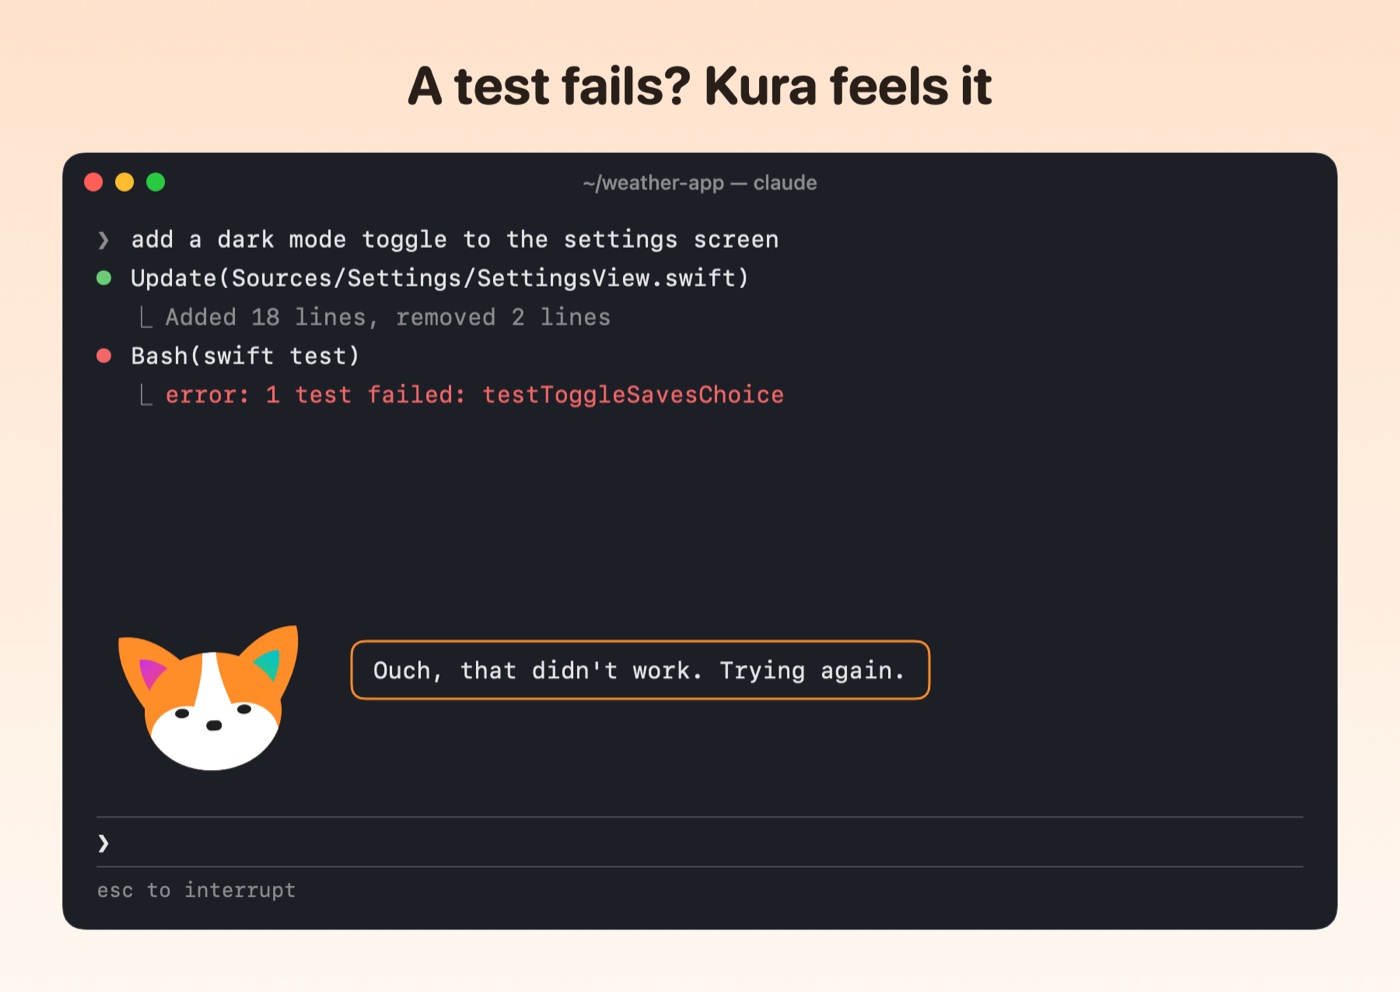 A test fails? Kura feels it
~/weather-app — claude
❯ add a dark mode toggle to the settings screen
Update(Sources/Settings/SettingsView.swift)
⎿ Added 18 lines, removed 2 lines
Bash(swift test)
⎿ error: 1 test failed: testToggleSavesChoice
Ouch, that didn't work. Trying again.
❯
esc to interrupt